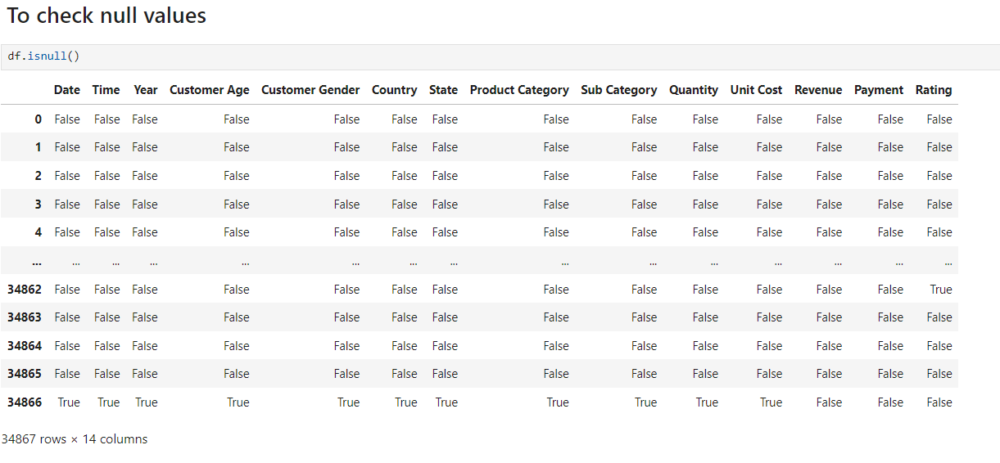 To check null values
df.isnull()
Date Time Year Customer Age Customer Gender Country State Product Category Sub Category Quantity Unit Cost Revenue Payment Rating
0 False False False False False False False False False False False False False False
1 False False False False False False False False False False False False False False
2 False False False False False False False False False False False False False False
3 False False False False False False False False False False False False False False
4 False False False False False False False False False False False False False False
... ... ... ... ... ... ... ... ... ... ... ... ... ... ...
34862 False False False False False False False False False False False False False True
34863 False False False False False False False False False False False False False False
34864 False False False False False False False False False False False False False False
34865 False False False False False False False False False False False False False False
34866 True True True True True True True True True True True False False False
34867 rows × 14 columns